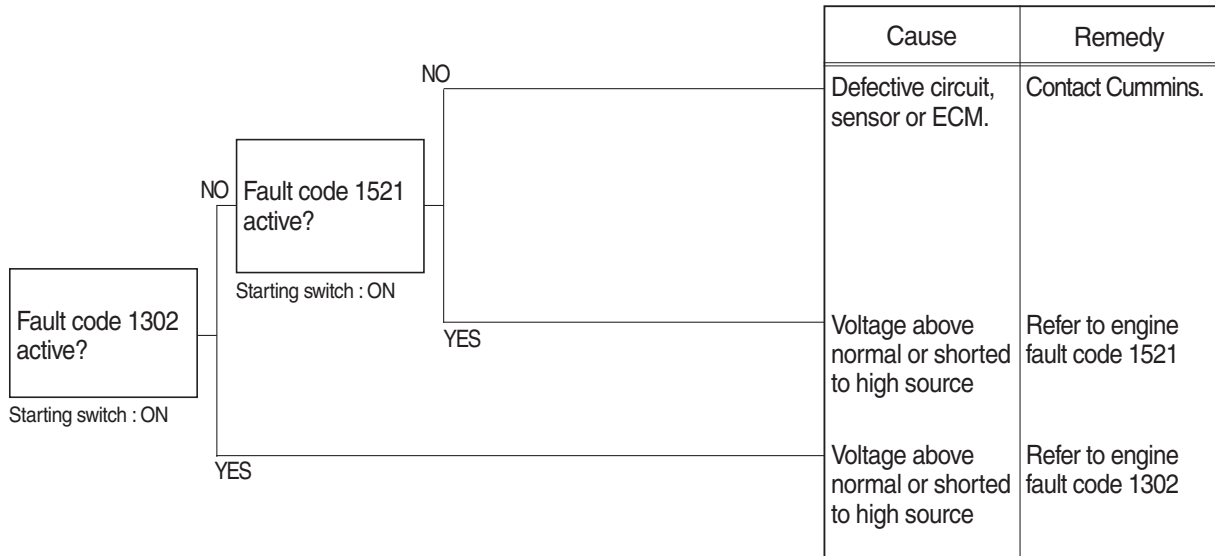 Cause
Remedy
NO
Defective circuit,
sensor or ECM.
Contact Cummins.
NO
Fault code 1521
active?
Starting switch : ON
Fault code 1302
active?
Starting switch : ON
YES
Voltage above
normal or shorted
to high source
Refer to engine
fault code 1521
YES
Voltage above
normal or shorted
to high source
Refer to engine
fault code 1302